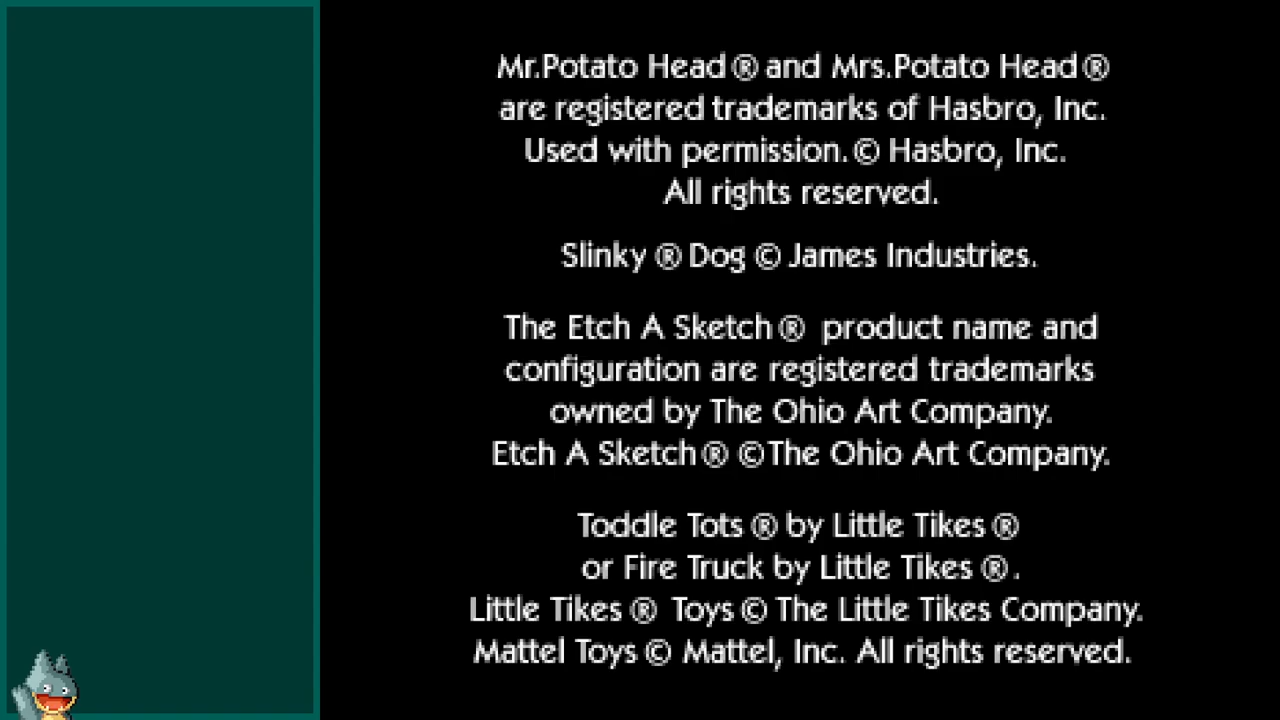 Mr.Potato Head® and Mrs.Potato Head®
are registered trademarks of Hasbro, Inc.
Used with permission.© Hasbro, Inc.
All rights reserved.
Slinky ® Dog © James Industries.
The Etch A Sketch® product name and
configuration are registered trademarks
owned by The Ohio Art Company.
Etch A Sketch® ©The Ohio Art Company.
Toddle Tots ® by Little Tikes ®
or Fire Truck by Little Tikes ®.
Little Tikes ® Toys © The Little Tikes Company.
Mattel Toys © Mattel, Inc. All rights reserved.